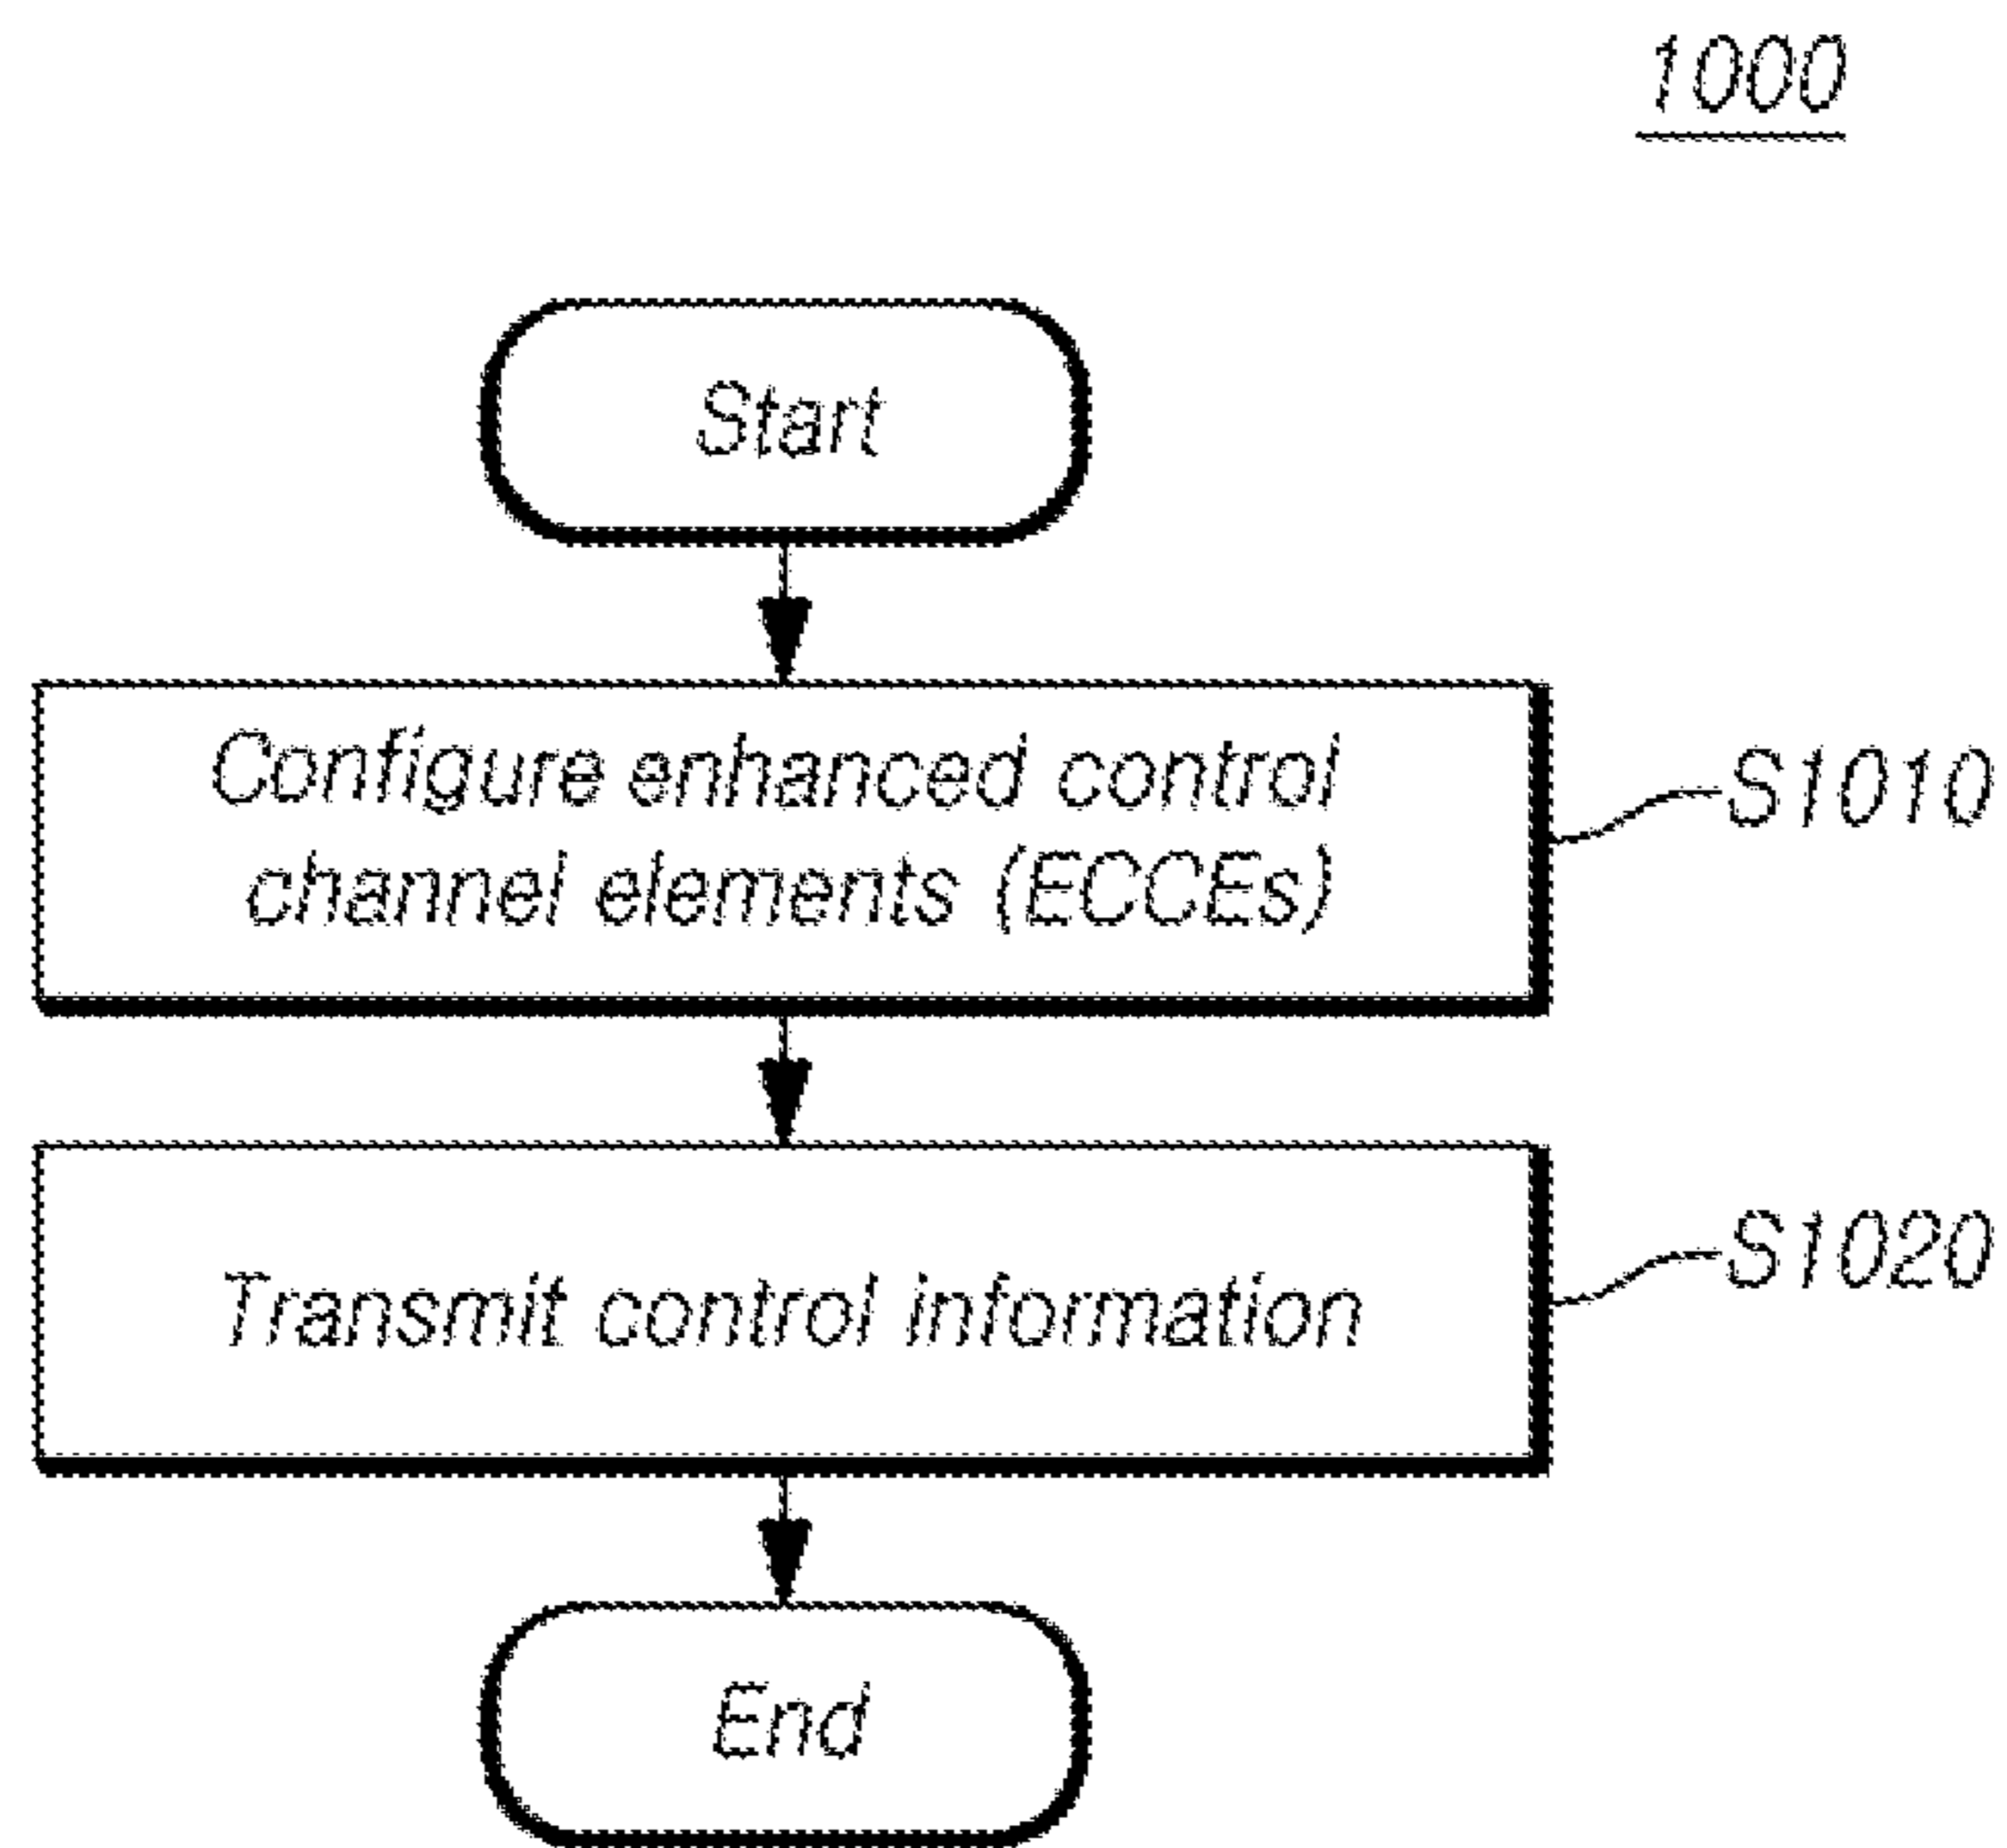 1000
Start
Configure enhanced control
channel elements (ECCEs)
S1010
Transmit control information
S1020
End